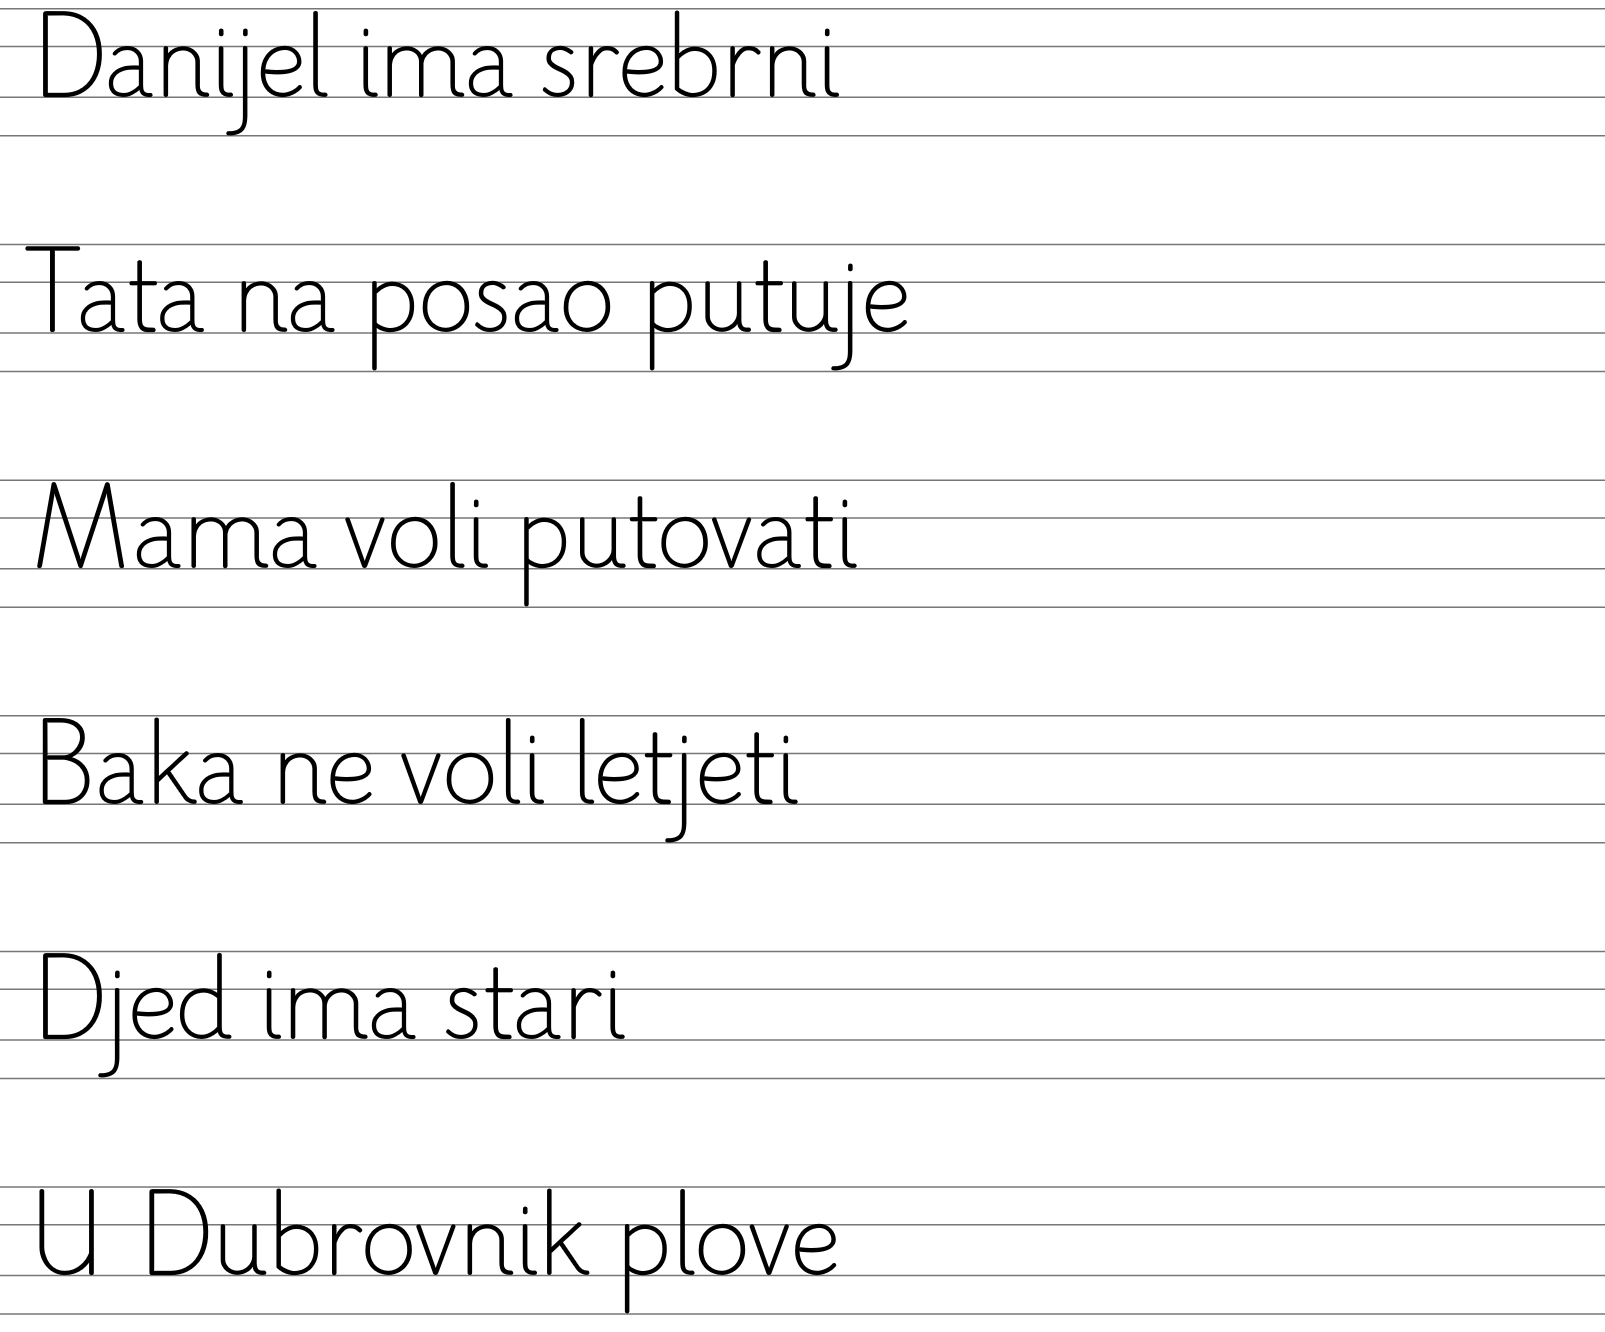 Danijel ima srebrni
Tata na posao putuje
Mama voli putovati
Baka ne voli letjeti
Djed ima stari
U Dubrovnik plove